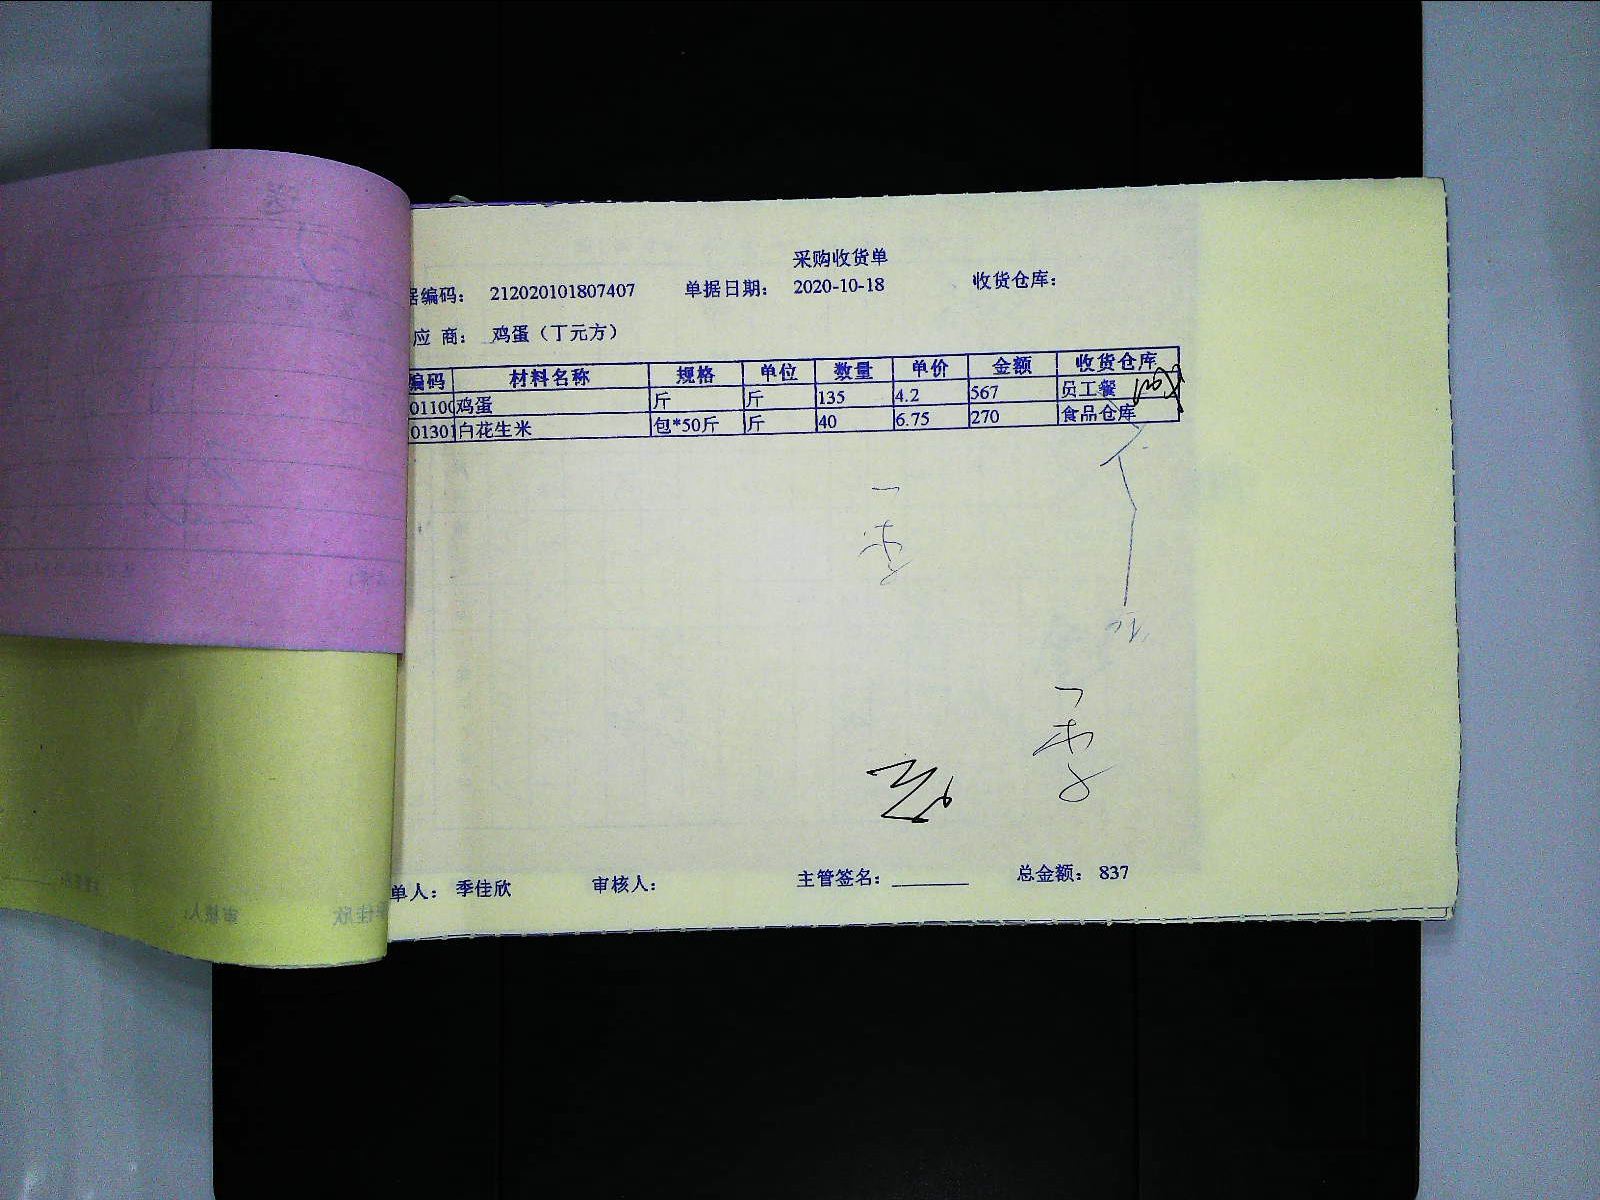 采购收货单
据编码： 212020101807407 单据日期： 2020-10-18 收货仓库：
应 商： 鸡蛋（丁元方）
编码 材料名称 规格 单位 数量 单价 金额 收货仓库
01100 鸡蛋 斤 斤 135 4.2 567 员工餐
01301 白花生米 包*50斤 斤 40 6.75 270 食品仓库
单人： 季佳欣 审核人： 主管签名：________ 总金额： 837